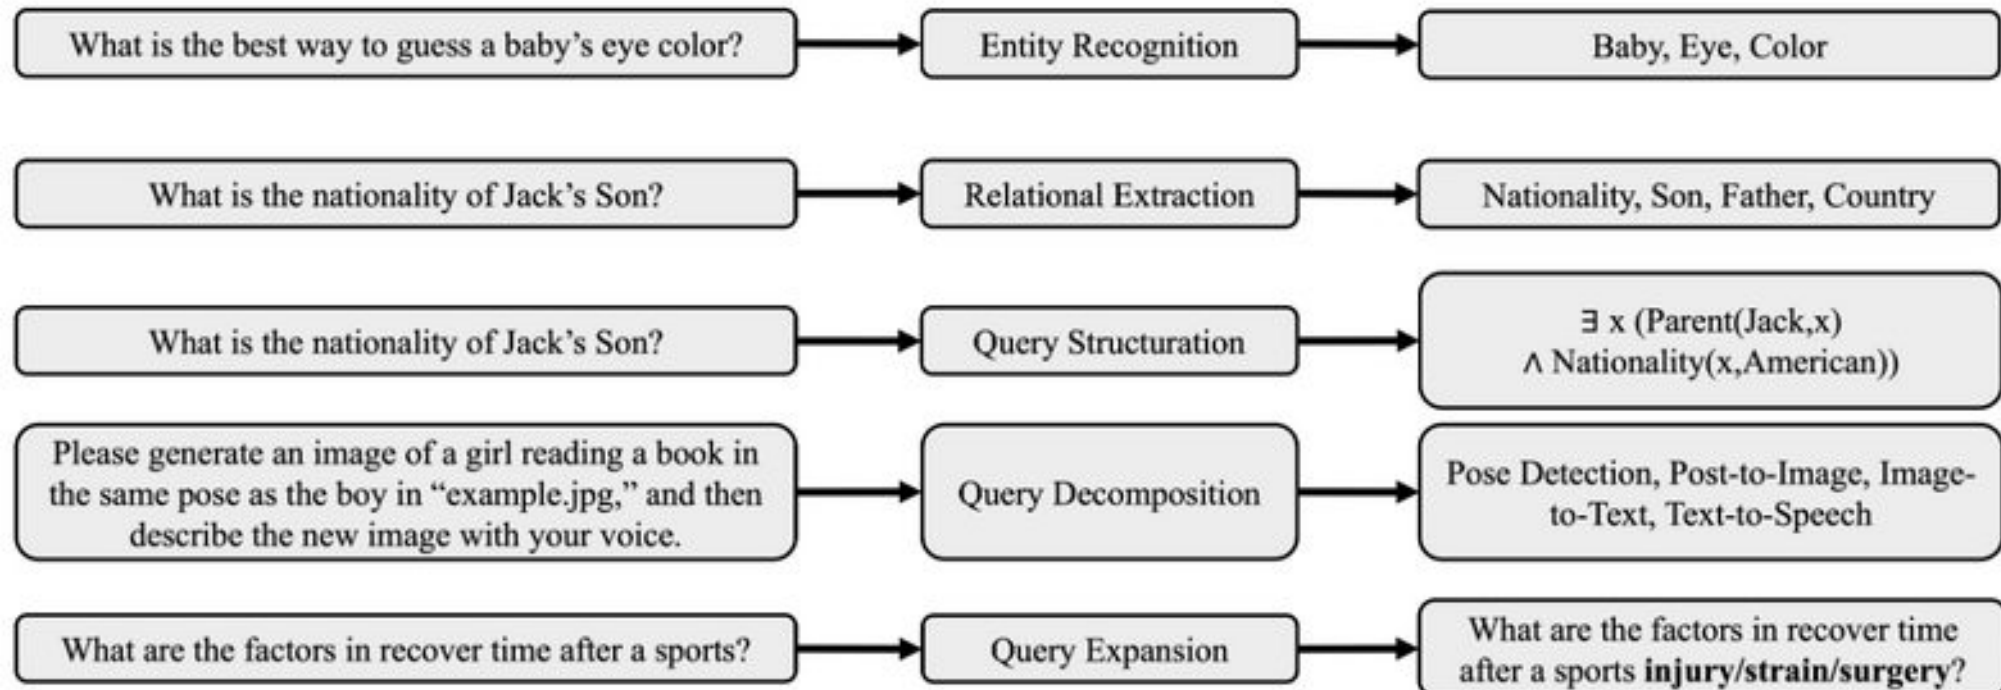 What is the best way to guess a baby's eye color?
Entity Recognition
Baby, Eye, Color
What is the nationality of Jack's Son?
Relational Extraction
Nationality, Son, Father, Country
What is the nationality of Jack's Son?
Query Structuration
∃ x (Parent(Jack,x)
∧ Nationality(x,American))
Please generate an image of a girl reading a book in
the same pose as the boy in “example.jpg,” and then
describe the new image with your voice.
Query Decomposition
Pose Detection, Post-to-Image, Image-
to-Text, Text-to-Speech
What are the factors in recover time after a sports?
Query Expansion
What are the factors in recover time
after a sports injury/strain/surgery?